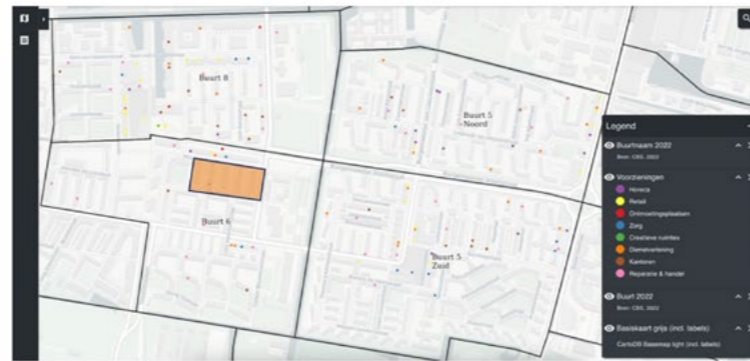 Buurt 8
Buurt 5
Noord
Buurt 6
Buurt 5
Zuid
Legend
Buurtnaam 2022
Bron: CBS, 2022
Voorzieningen
Horeca
Retail
Ontmoetingsplaatsen
Zorg
Creatieve ruimtes
Dienstverlening
Kantoren
Reparatie & handel
Buurt 2022
Bron: CBS, 2022
Basiskaart grijs (incl. labels)
CartoDB Basemap light (incl. labels)